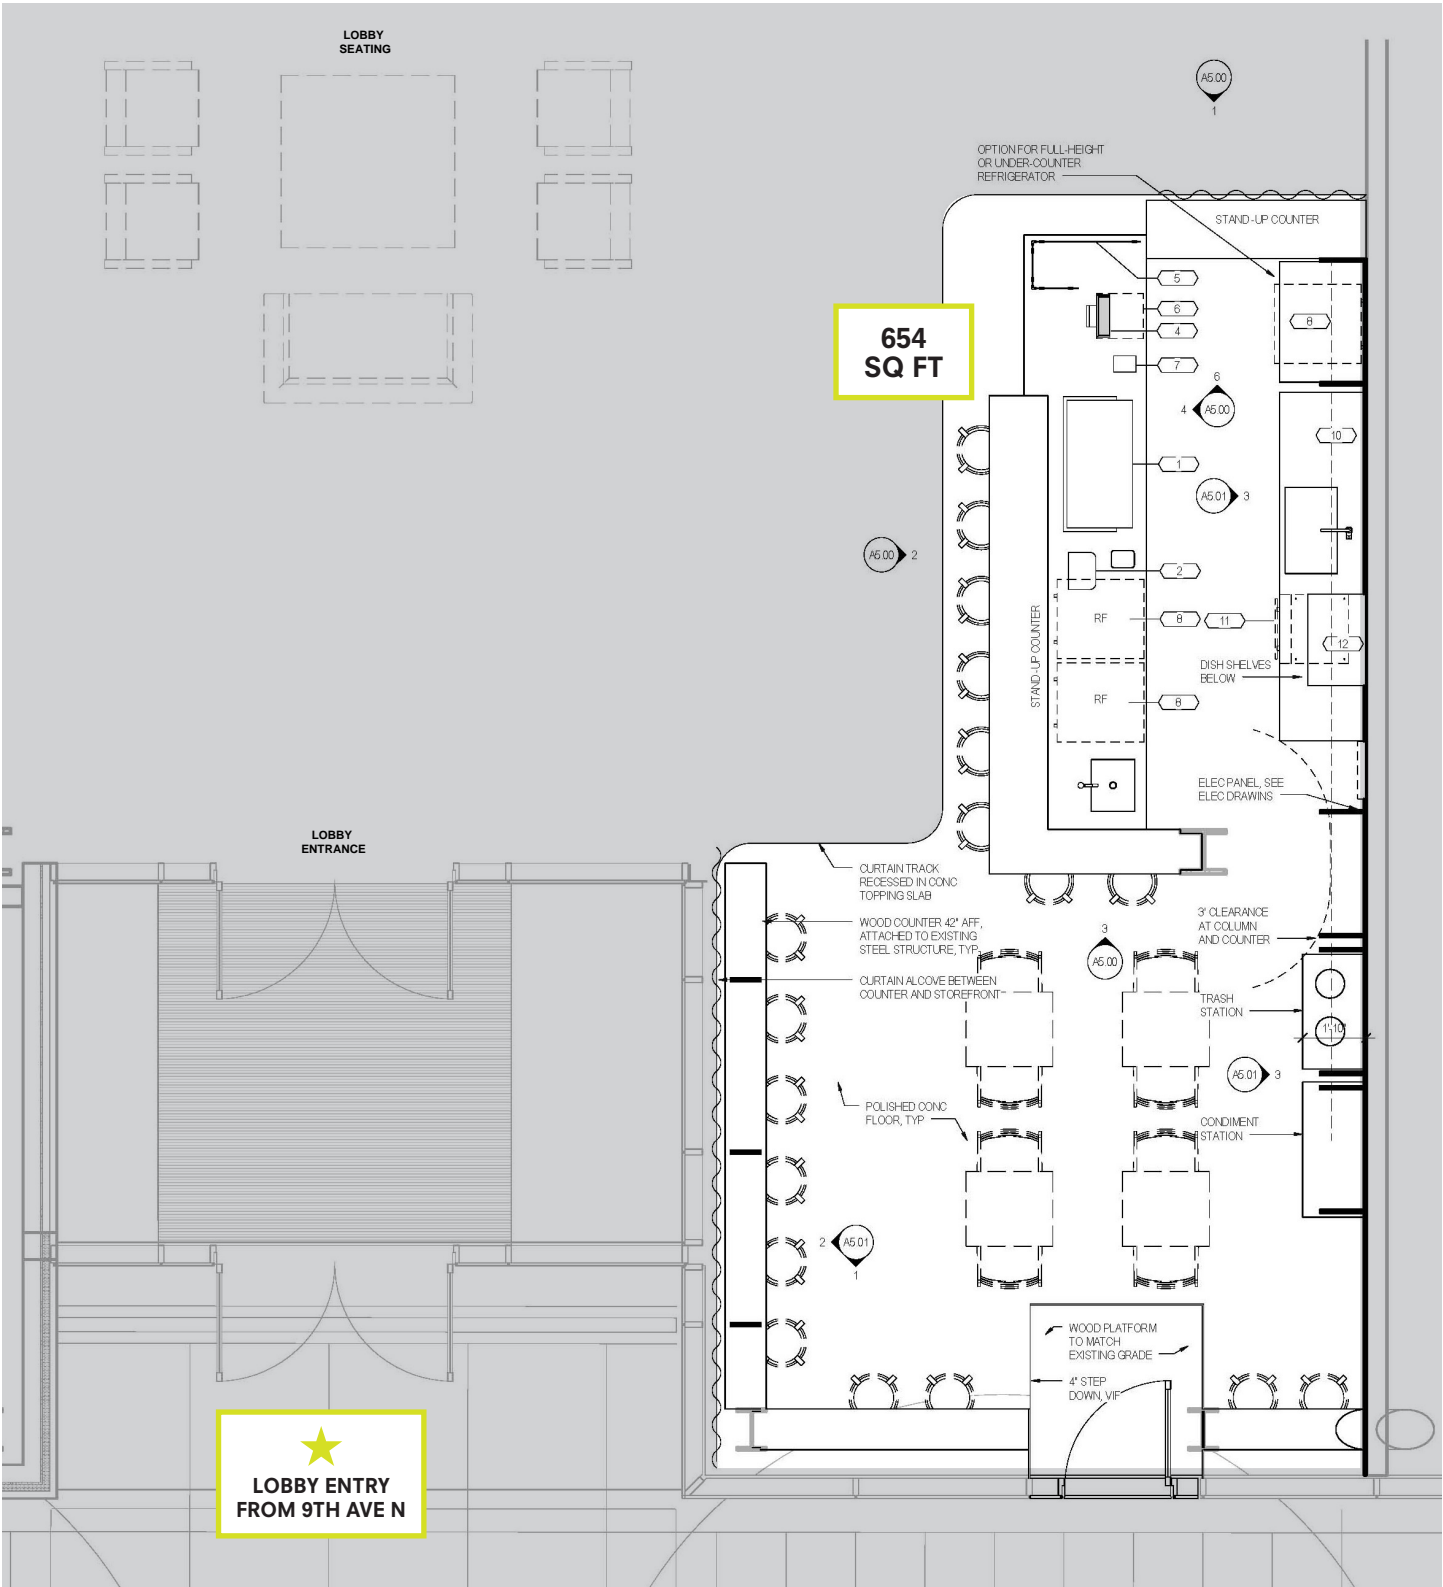 LOBBY
SEATING
A5.00
1
OPTION FOR FULL-HEIGHT
OR UNDER-COUNTER
REFRIGERATOR
STAND-UP COUNTER
5
6
4
7
8
654
SQ FT
6
4
A5.00
10
1
A5.01
3
A5.00
2
2
RF
8
11
12
STAND-UP COUNTER
DISH SHELVES
BELOW
RF
8
ELEC PANEL, SEE
ELEC DRAWINS
LOBBY
ENTRANCE
CURTAIN TRACK
RECESSED IN CONC
TOPPING SLAB
WOOD COUNTER 42" AFF,
ATTACHED TO EXISTING
STEEL STRUCTURE, TYP
3' CLEARANCE
AT COLUMN
AND COUNTER
3
A5.00
CURTAIN ALCOVE BETWEEN
COUNTER AND STOREFRONT
TRASH
STATION
1'-10"
A5.01
3
POLISHED CONC
FLOOR, TYP
CONDIMENT
STATION
2
A5.01
1
WOOD PLATFORM
TO MATCH
EXISTING GRADE
4" STEP
DOWN, VIF
LOBBY ENTRY
FROM 9TH AVE N